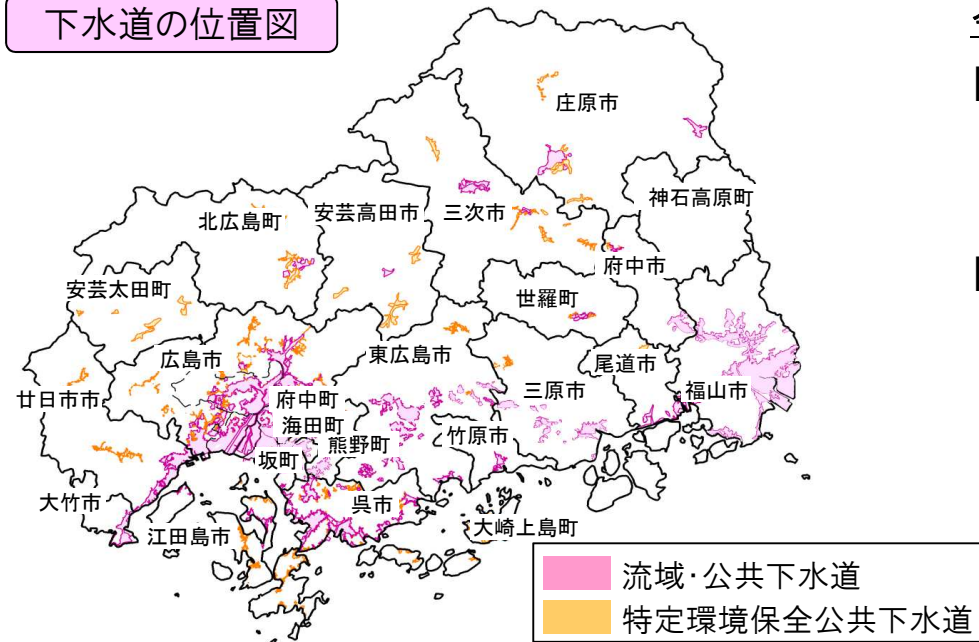 下水道の位置図
庄原市
神石高原町
北広島町
安芸高田市
三次市
府中市
安芸太田町
世羅町
広島市
東広島市
尾道市
廿日市市
三原市
福山市
府中町
海田町
熊野町
竹原市
坂町
大竹市
呉市
江田島市
大崎上島町
流域・公共下水道
特定環境保全公共下水道